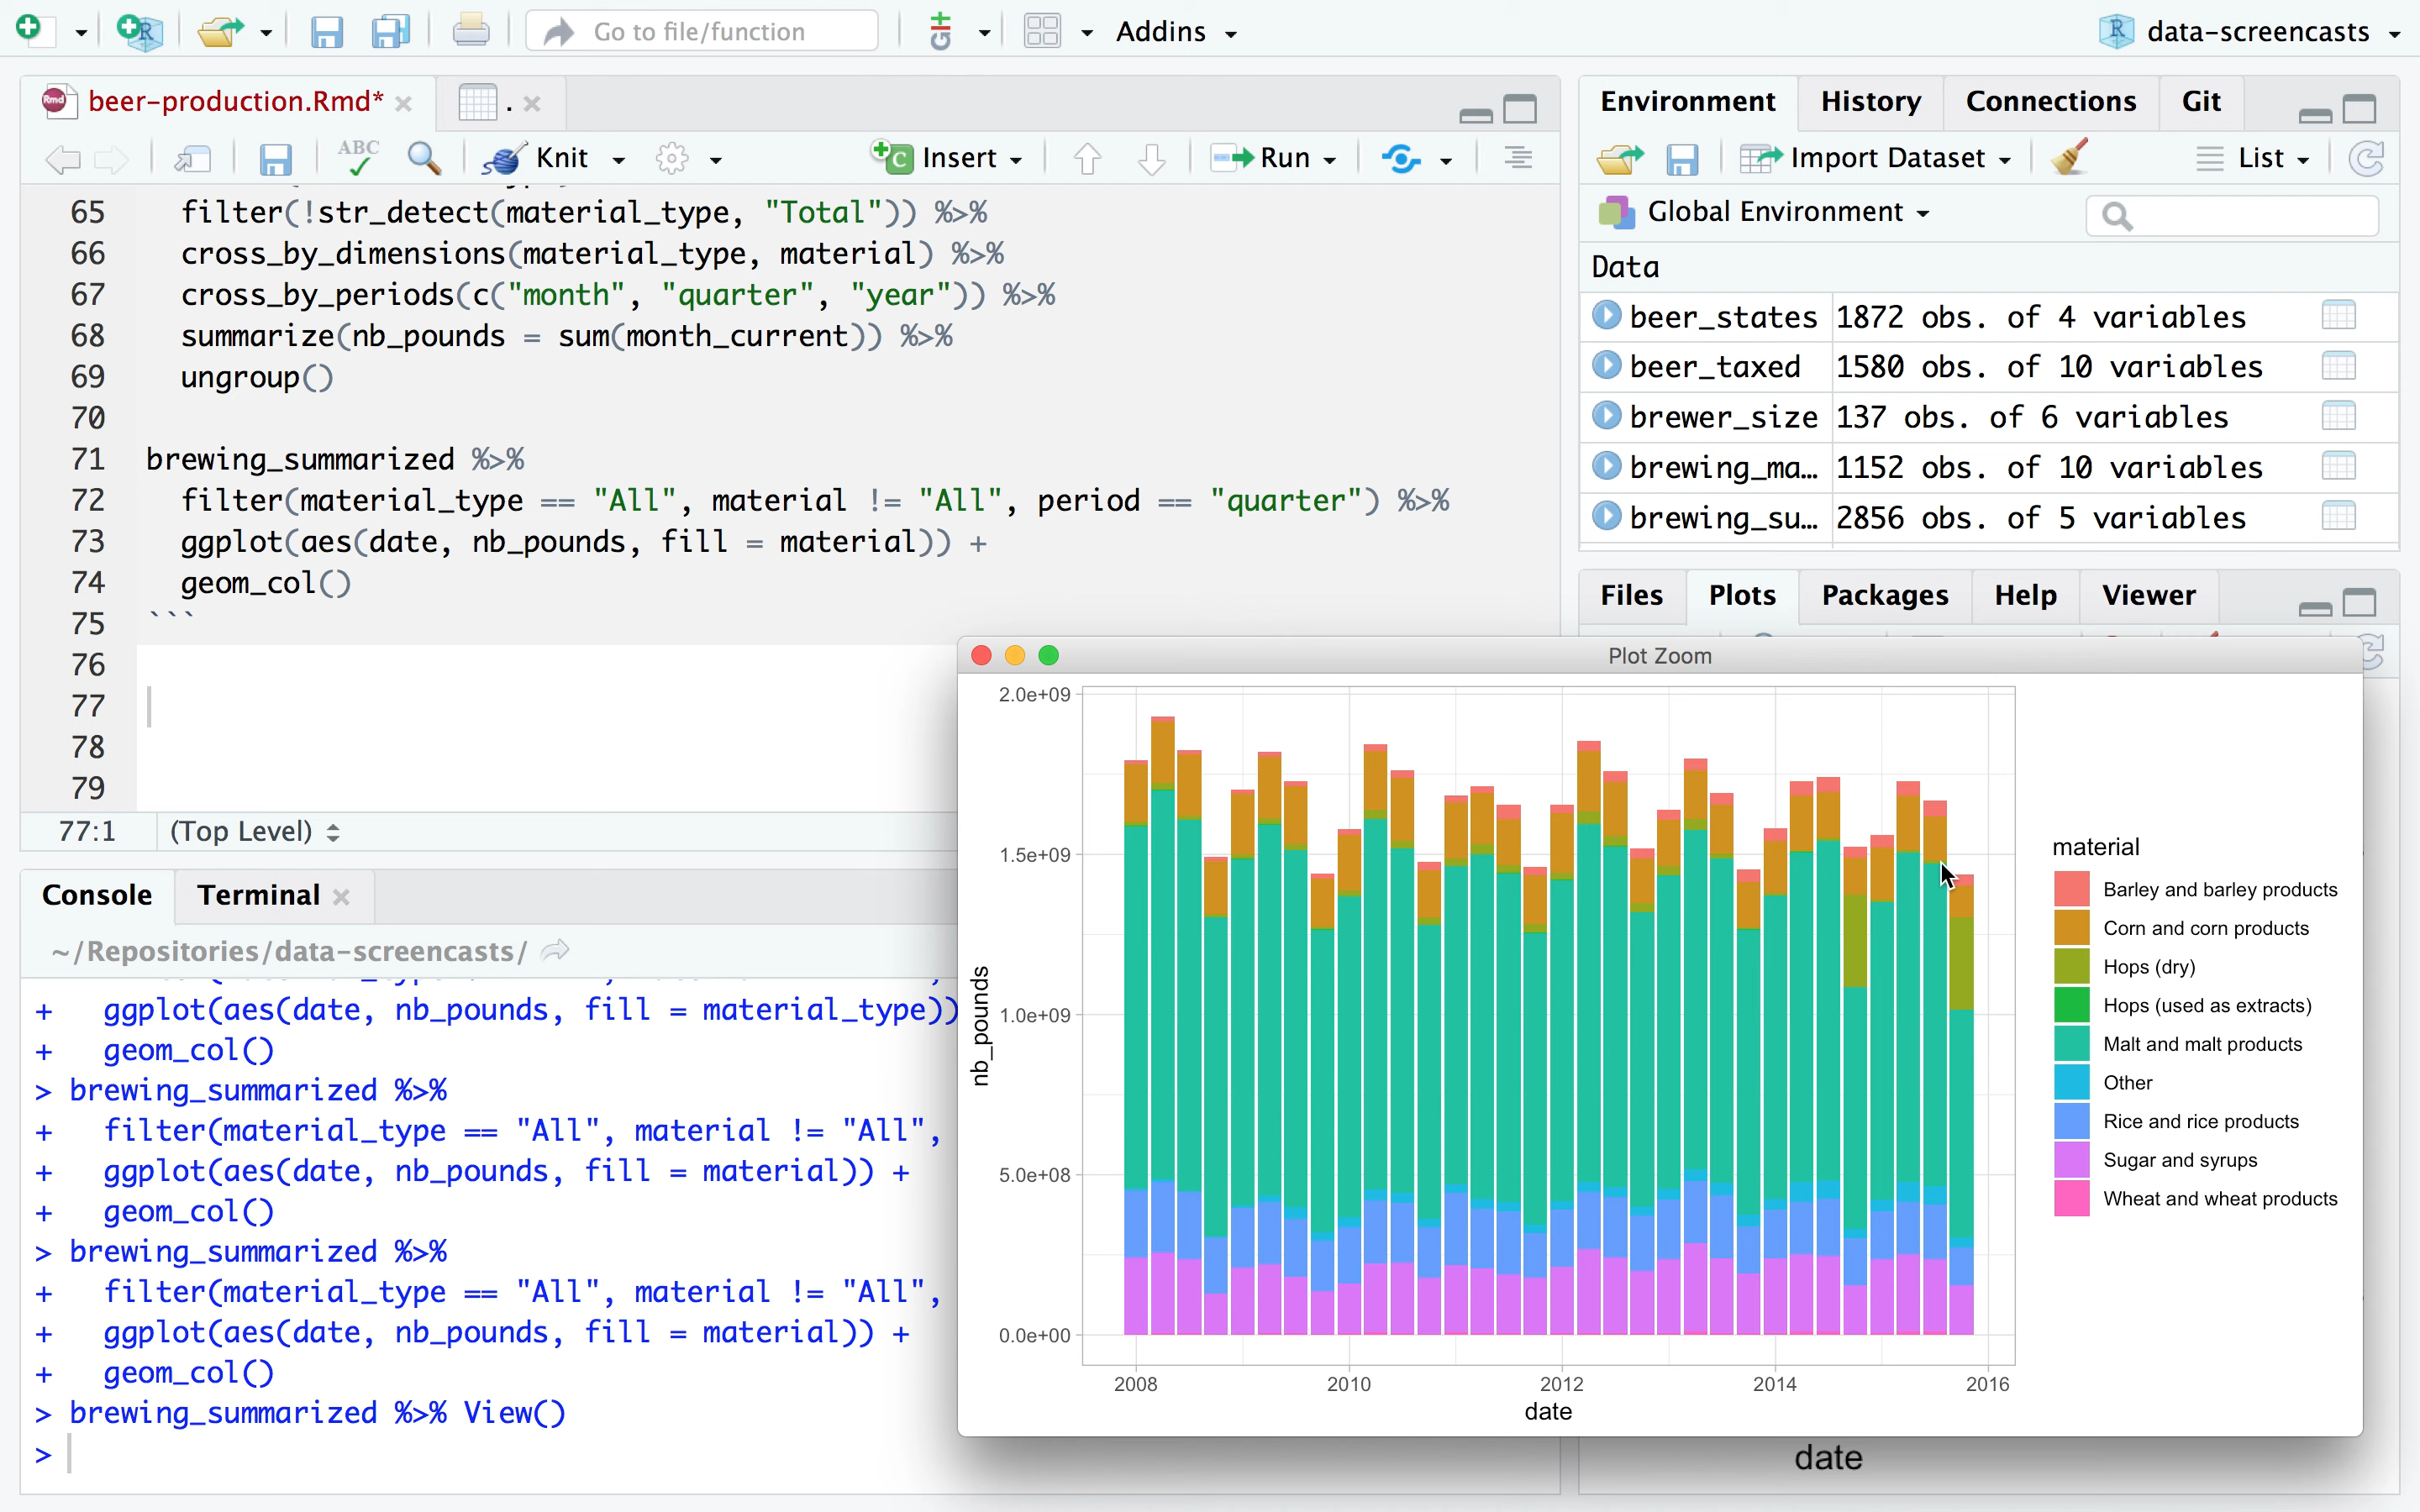 Go to file/function
Addins
data-screencasts
beer-production.Rmd*
.
ABC
Knit
Insert
Run
65 filter(!str_detect(material_type, "Total")) %>%
66 cross_by_dimensions(material_type, material) %>%
67 cross_by_periods(c("month", "quarter", "year")) %>%
68 summarize(nb_pounds = sum(month_current)) %>%
69 ungroup()
70
71 brewing_summarized %>%
72 filter(material_type == "All", material != "All", period == "quarter") %>%
73 ggplot(aes(date, nb_pounds, fill = material)) +
74 geom_col()
75 ```
76
77
78
79
77:1 (Top Level)
Console Terminal
~/Repositories/data-screencasts/
+ ggplot(aes(date, nb_pounds, fill = material_type))
+ geom_col()
> brewing_summarized %>%
+ filter(material_type == "All", material != "All",
+ ggplot(aes(date, nb_pounds, fill = material)) +
+ geom_col()
> brewing_summarized %>%
+ filter(material_type == "All", material != "All",
+ ggplot(aes(date, nb_pounds, fill = material)) +
+ geom_col()
> brewing_summarized %>% View()
>
Environment History Connections Git
Import Dataset
List
Global Environment
Data
beer_states 1872 obs. of 4 variables
beer_taxed 1580 obs. of 10 variables
brewer_size 137 obs. of 6 variables
brewing_ma... 1152 obs. of 10 variables
brewing_su... 2856 obs. of 5 variables
Files Plots Packages Help Viewer
Plot Zoom
2.0e+09
1.5e+09
1.0e+09
5.0e+08
0.0e+00
nb_pounds
2008 2010 2012 2014 2016
date
material
Barley and barley products
Corn and corn products
Hops (dry)
Hops (used as extracts)
Malt and malt products
Other
Rice and rice products
Sugar and syrups
Wheat and wheat products
date